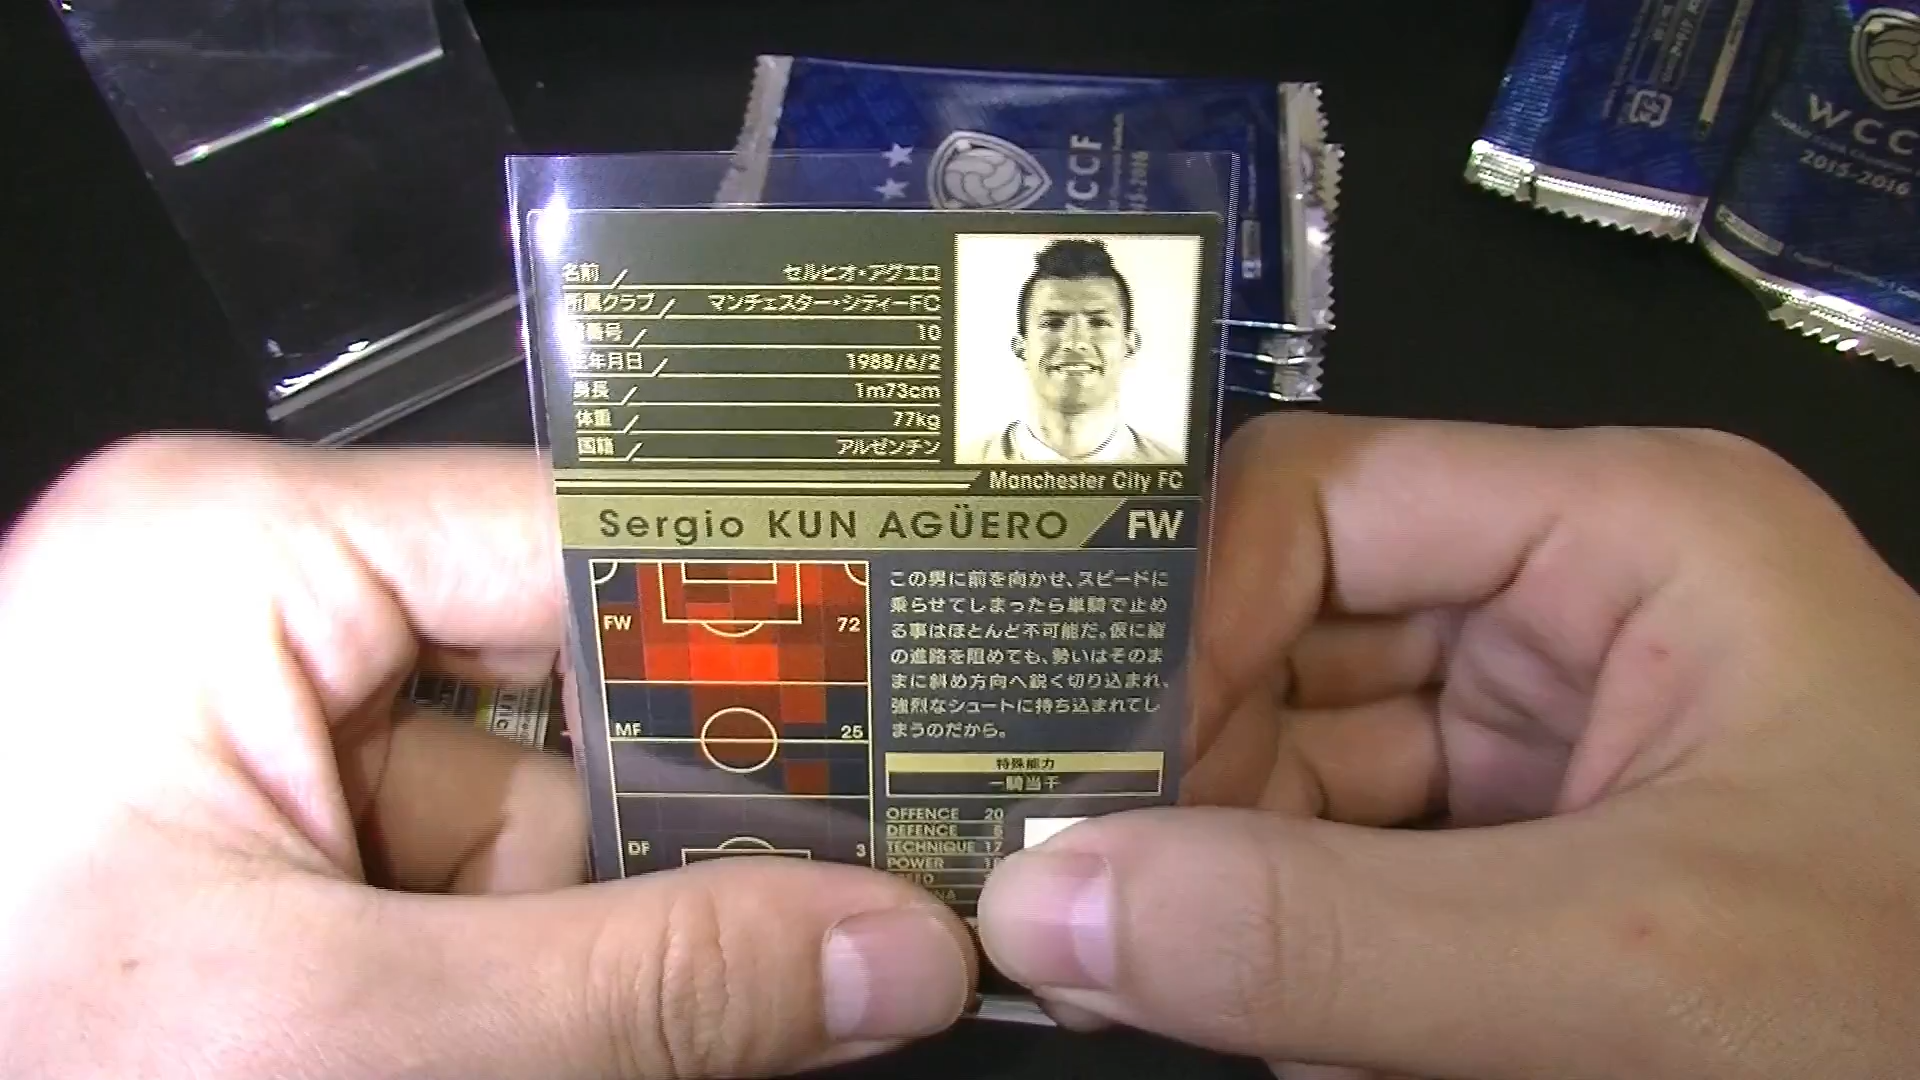 WCCF
WCC
2015-2016
名前 セルヒオ・アグエロ
所属クラブ マンチェスター・シティーFC
番号 10
年月日 1988/6/2
身長 1m73cm
体重 77kg
国籍 アルゼンチン
Manchester City FC
Sergio KUN AGÜERO FW
FW 72
MF 25
DF 3
この男に前を向かせ、スピードに
乗らせてしまったら単騎で止め
る事はほとんど不可能だ。仮に縦
の進路を阻めても、勢いはそのま
まに斜め方向へ鋭く切り込まれ、
強烈なシュートに持ち込まれてし
まうのだから。
特殊能力
一騎当千
OFFENCE 20
DEFENCE 6
TECHNIQUE 17
POWER